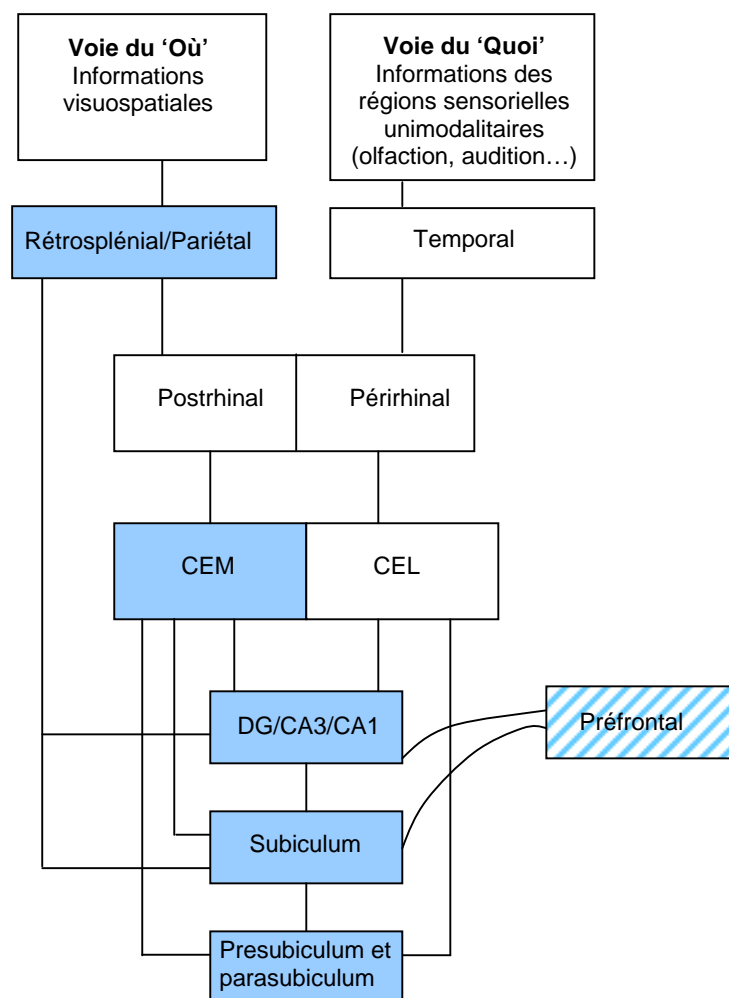 Voie du ‘Où’
Informations
visuospatiales
Voie du ‘Quoi’
Informations des
régions sensorielles
unimodalitaires
(olfaction, audition…)
Rétrosplénial/Pariétal
Temporal
Postrhinal
Périrhinal
CEM
CEL
DG/CA3/CA1
Préfrontal
Subiculum
Presubiculum et
parasubiculum